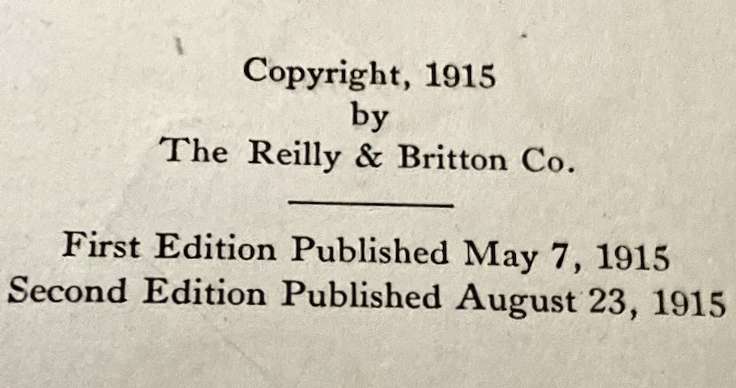 Copyright, 1915
by
The Reilly & Britton Co.
First Edition Published May 7, 1915
Second Edition Published August 23, 1915